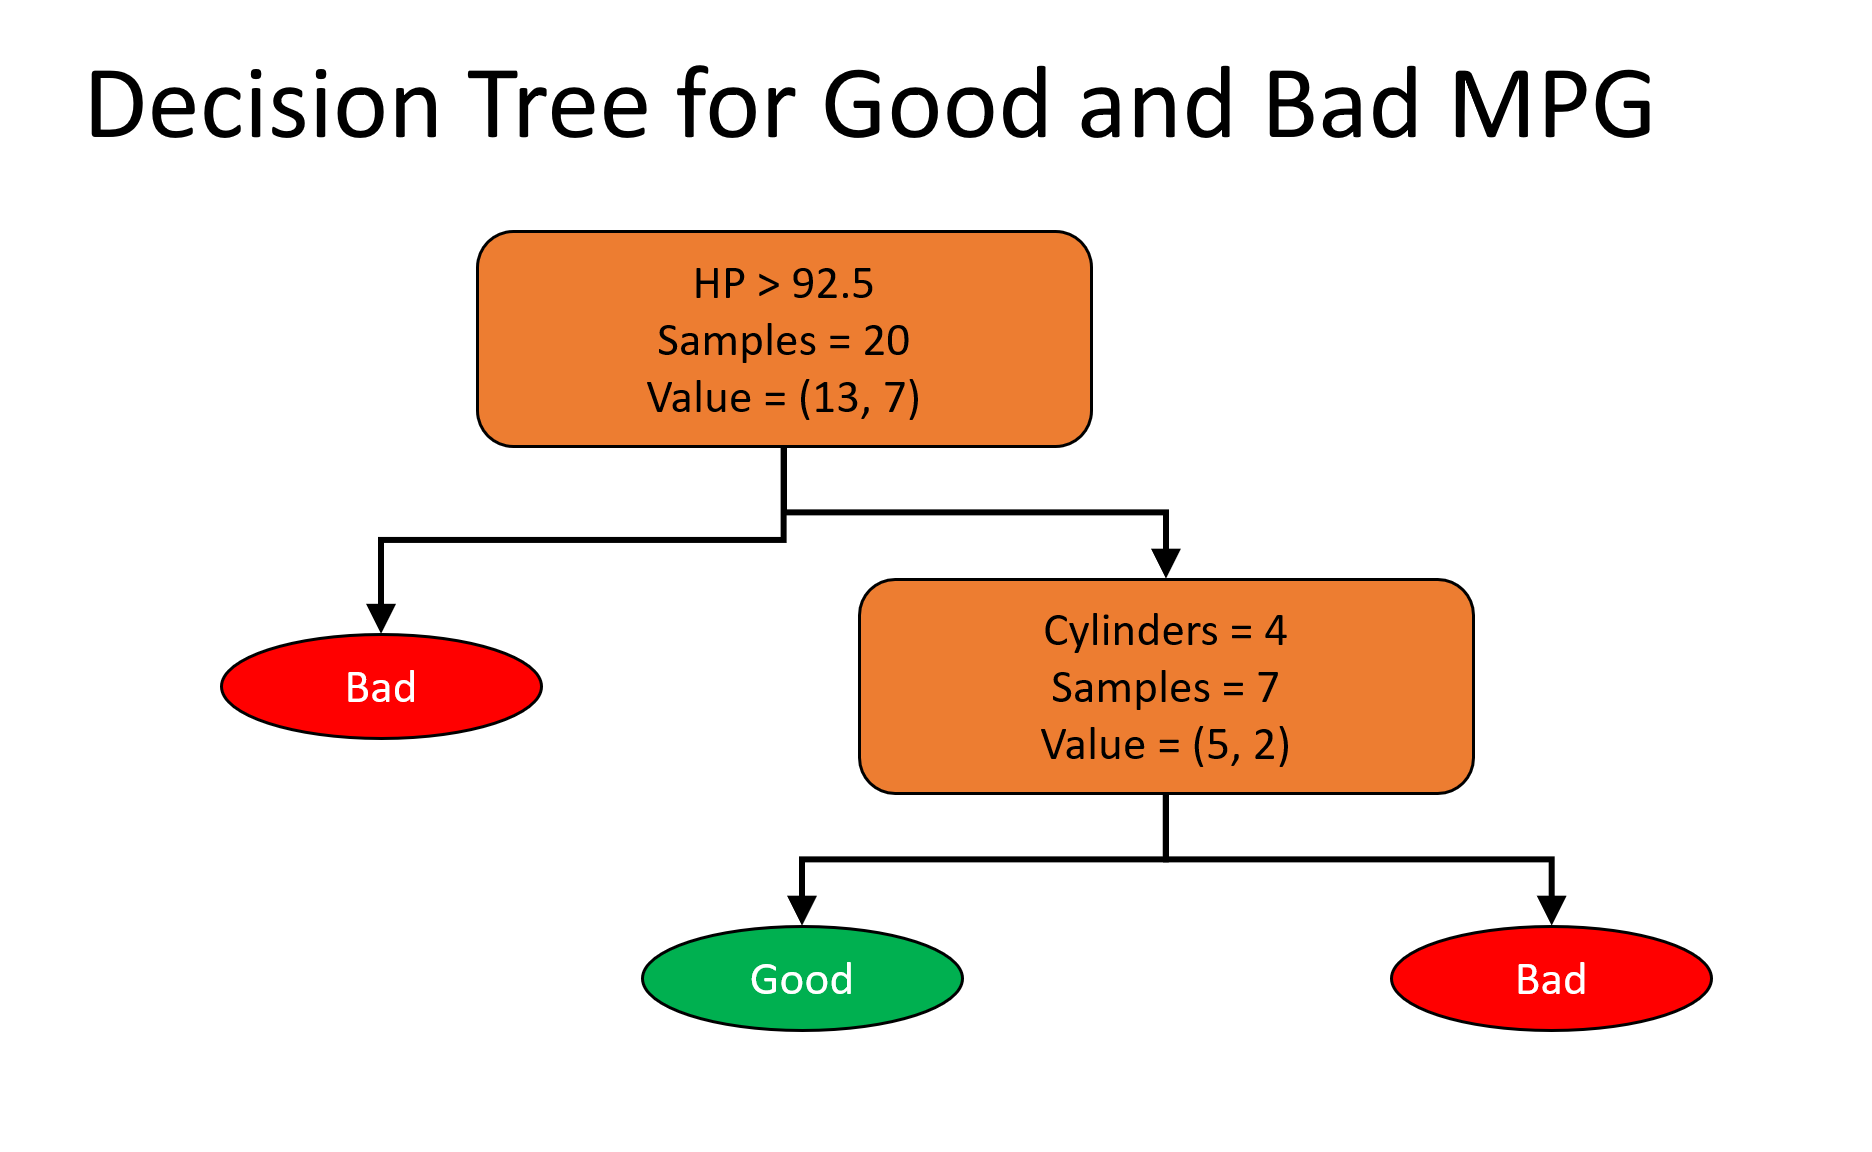 Decision Tree for Good and Bad MPG
HP > 92.5
Samples = 20
Value = (13, 7)
Bad
Cylinders = 4
Samples = 7
Value = (5, 2)
Good
Bad